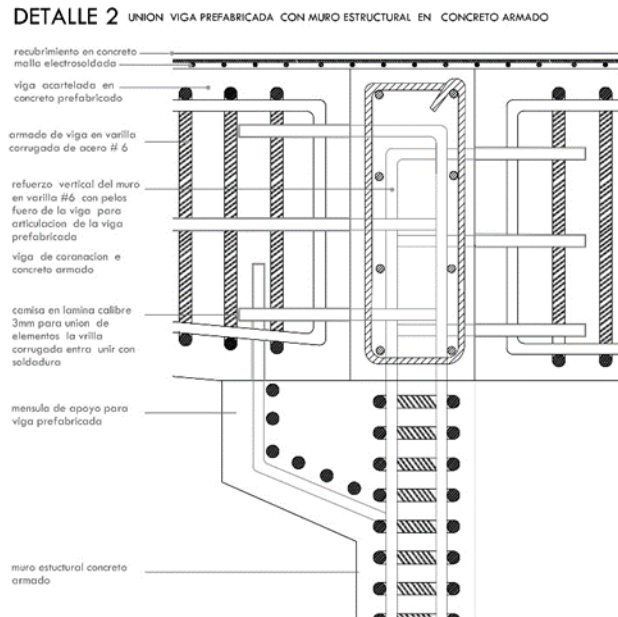 DETALLE 2 UNION VIGA PREFABRICADA CON MURO ESTRUCTURAL EN CONCRETO ARMADO
recubrimiento en concreto
malla electrosoldada
viga acartelada en
concreto prefabricado
armado de viga en varilla
corrugada de acero # 6
refuerzo vertical del muro
en varilla #6 con pelos
fuera de la viga para
articulacion de la viga
prefabricada
viga de coranacion e
concreto armado
camisa en lamina calibre
3mm para union de
elementos la vrilla
corrugada entra unir con
soldadura
mensula de apoyo para
viga prefabricada
muro estuctural concreto
armado